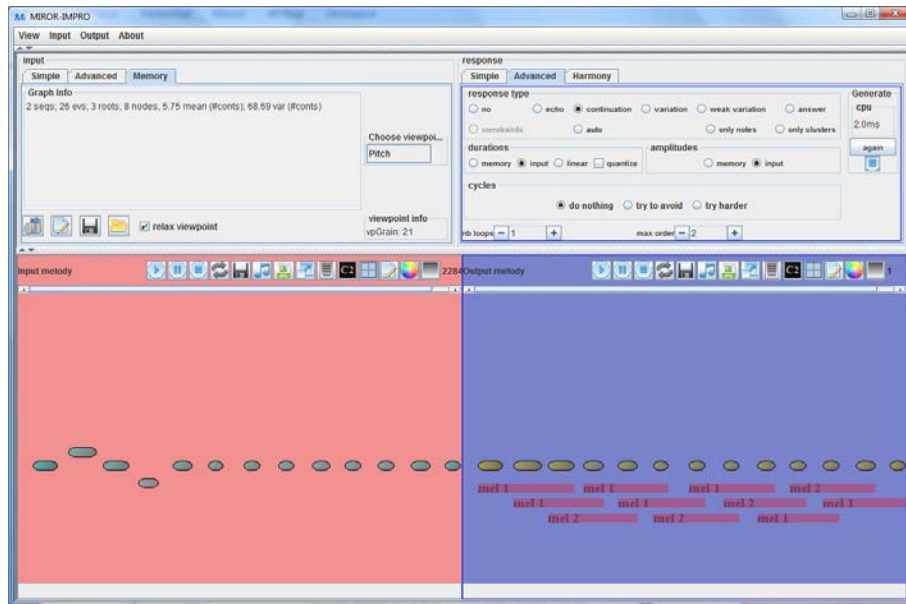 MIROR-IMPRO
View Input Output About
Input
Simple Advanced Memory
Graph Info
2 seqs; 26 evs, 3 roots; 8 nodes, 5.75 mean (#conts); 68.69 var (#conts)
Choose viewpoi...
Pitch
relax viewpoint
viewpoint info
vpGrain: 21
response
Simple Advanced Harmony
response type
no echo continuation variation weak variation answer
constraints auto only notes only clusters
Generate
cpu
2.0ms
again
durations
memory input linear quantize
amplitudes
memory input
cycles
do nothing try to avoid try harder
nb loops - 1 + max order - 2 +
Input melody C2 2284
Output melody C2 1
mel 1 mel 1 mel 1 mel 2
mel 1 mel 1 mel 2 mel 1
mel 2 mel 2 mel 1